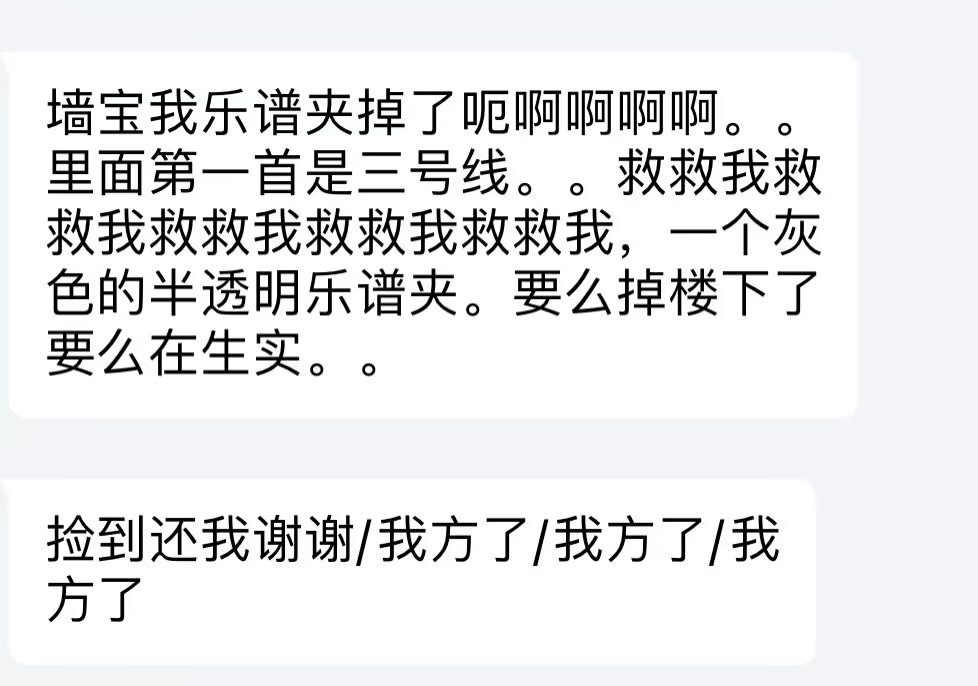 墙宝我乐谱夹掉了呃啊啊啊啊。。
里面第一首是三号线。。救救我救
救我救救我救救我救救我，一个灰
色的半透明乐谱夹。要么掉楼下了
要么在生实。。
捡到还我谢谢/我方了/我方了/我
方了